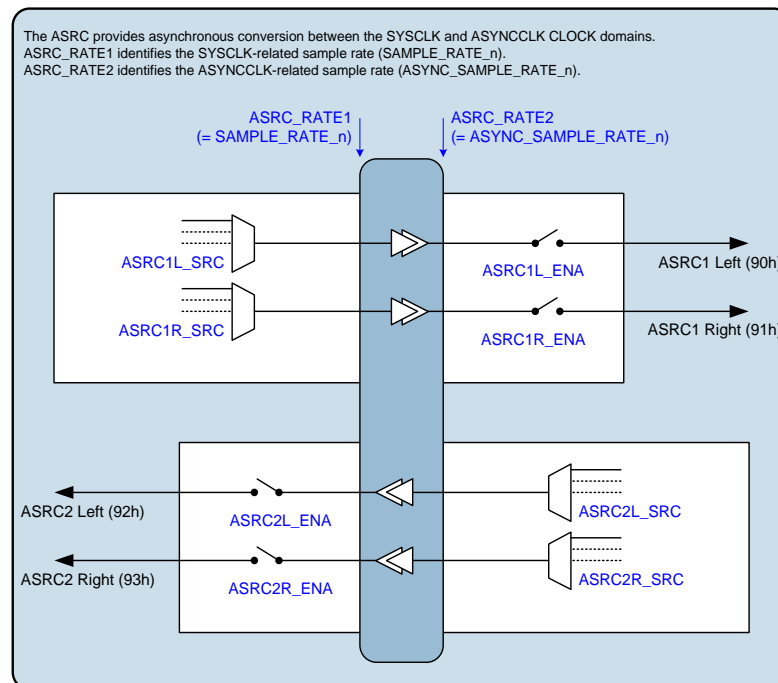 The ASRC provides asynchronous conversion between the SYSCLK and ASYNCCLK CLOCK domains.
ASRC_RATE1 identifies the SYSCLK-related sample rate (SAMPLE_RATE_n).
ASRC_RATE2 identifies the ASYNCCLK-related sample rate (ASYNC_SAMPLE_RATE_n).
ASRC_RATE1
(= SAMPLE_RATE_n)
ASRC_RATE2
(= ASYNC_SAMPLE_RATE_n)
ASRC1L_SRC
ASRC1L_ENA
ASRC1 Left (90h)
ASRC1R_SRC
ASRC1R_ENA
ASRC1 Right (91h)
ASRC2 Left (92h)
ASRC2L_ENA
ASRC2L_SRC
ASRC2 Right (93h)
ASRC2R_ENA
ASRC2R_SRC